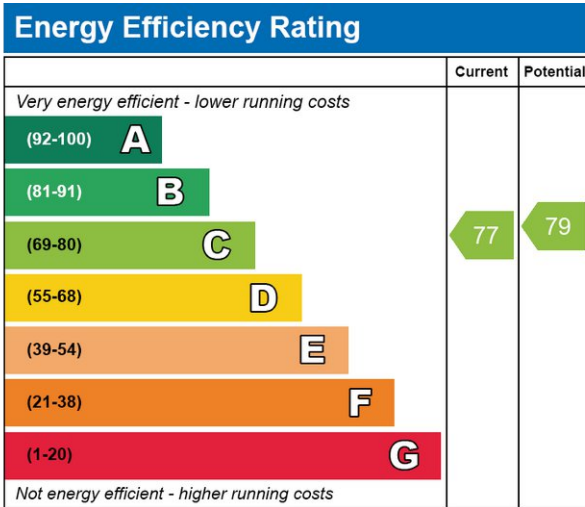 Energy Efficiency Rating
Current Potential
Very energy efficient - lower running costs
(92-100) A
(81-91) B
(69-80) C 77 79
(55-68) D
(39-54) E
(21-38) F
(1-20) G
Not energy efficient - higher running costs